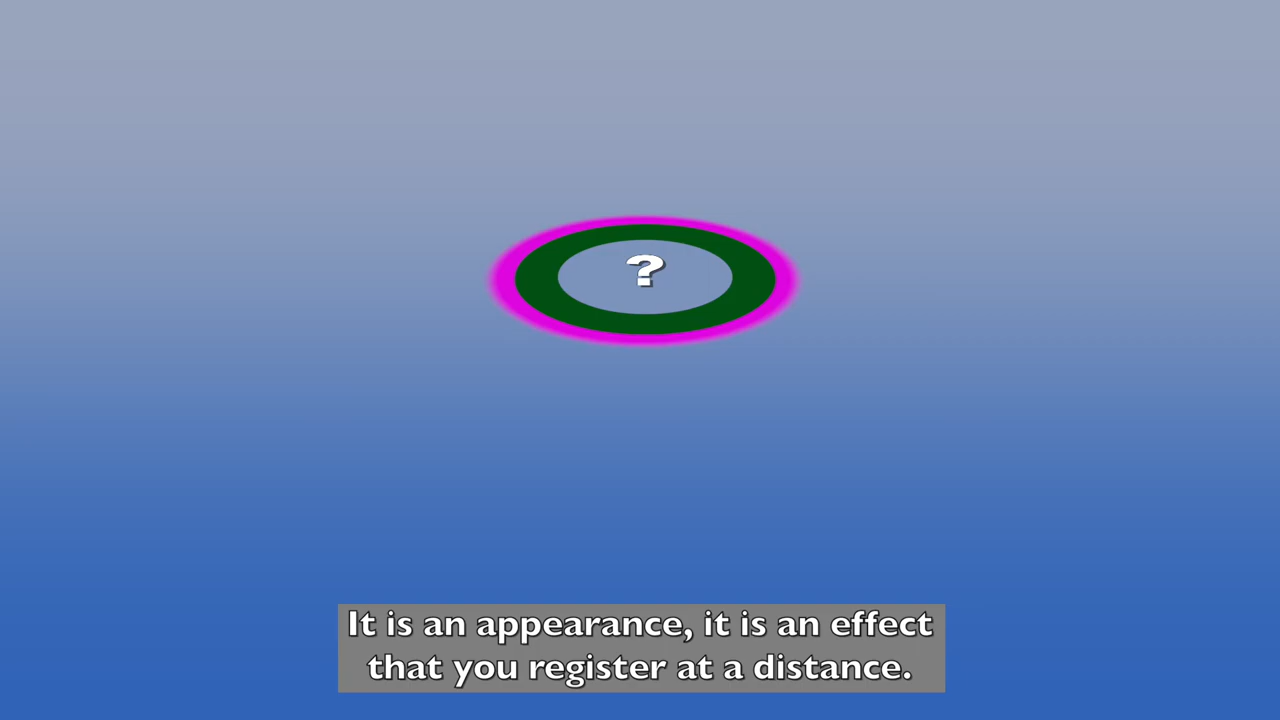 ?
It is an appearance, it is an effect
that you register at a distance.